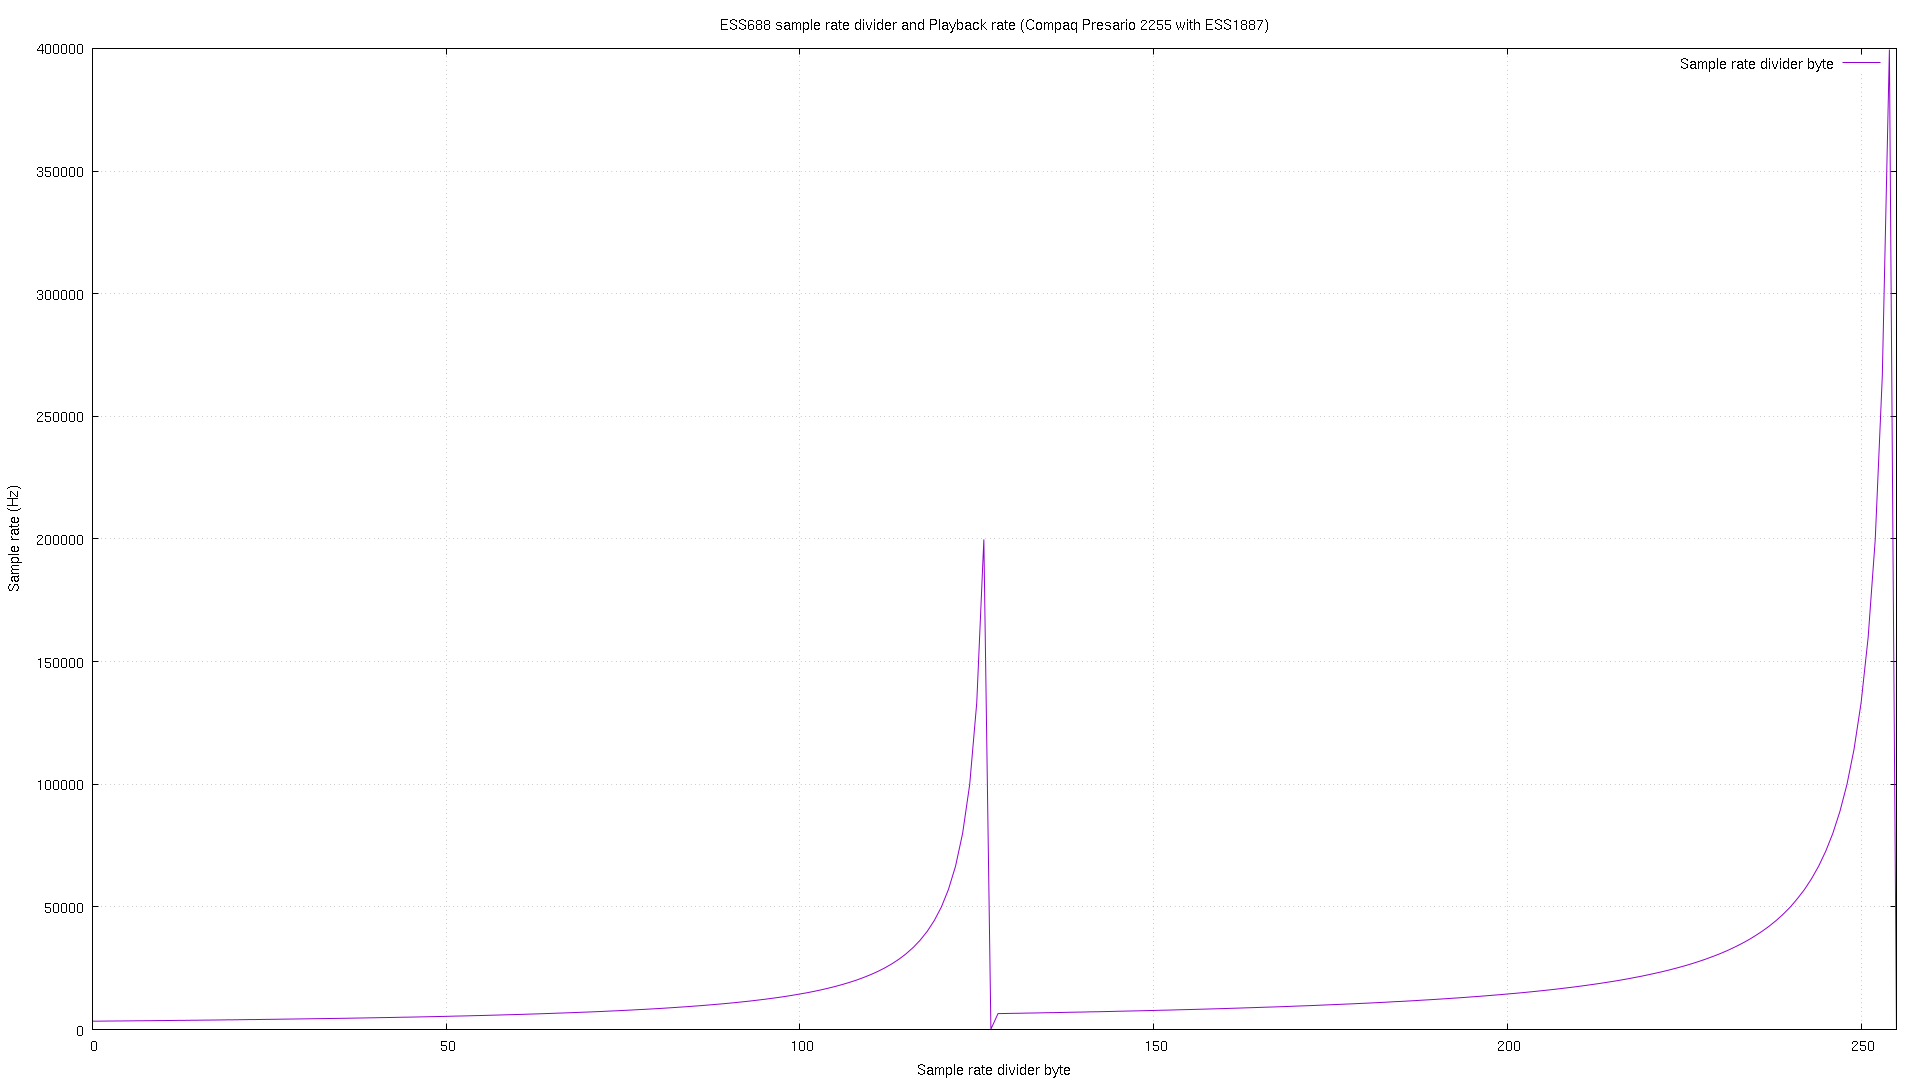 ESS688 sample rate divider and Playback rate (Compaq Presario 2255 with ESS1887)
Sample rate divider byte
400000
350000
300000
250000
200000
150000
100000
50000
0
Sample rate (Hz)
0 50 100 150 200 250
Sample rate divider byte